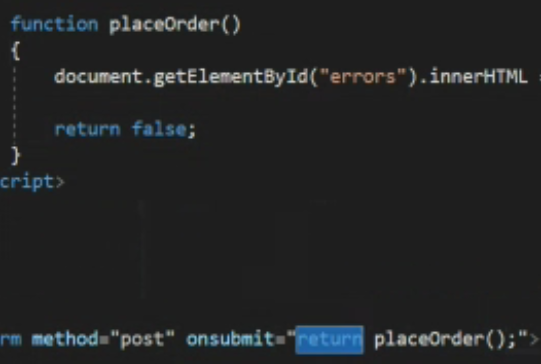 function placeOrder()
{
document.getElementById("errors").innerHTML =
return false;
}
cript>
rm method="post" onsubmit="return placeOrder();">